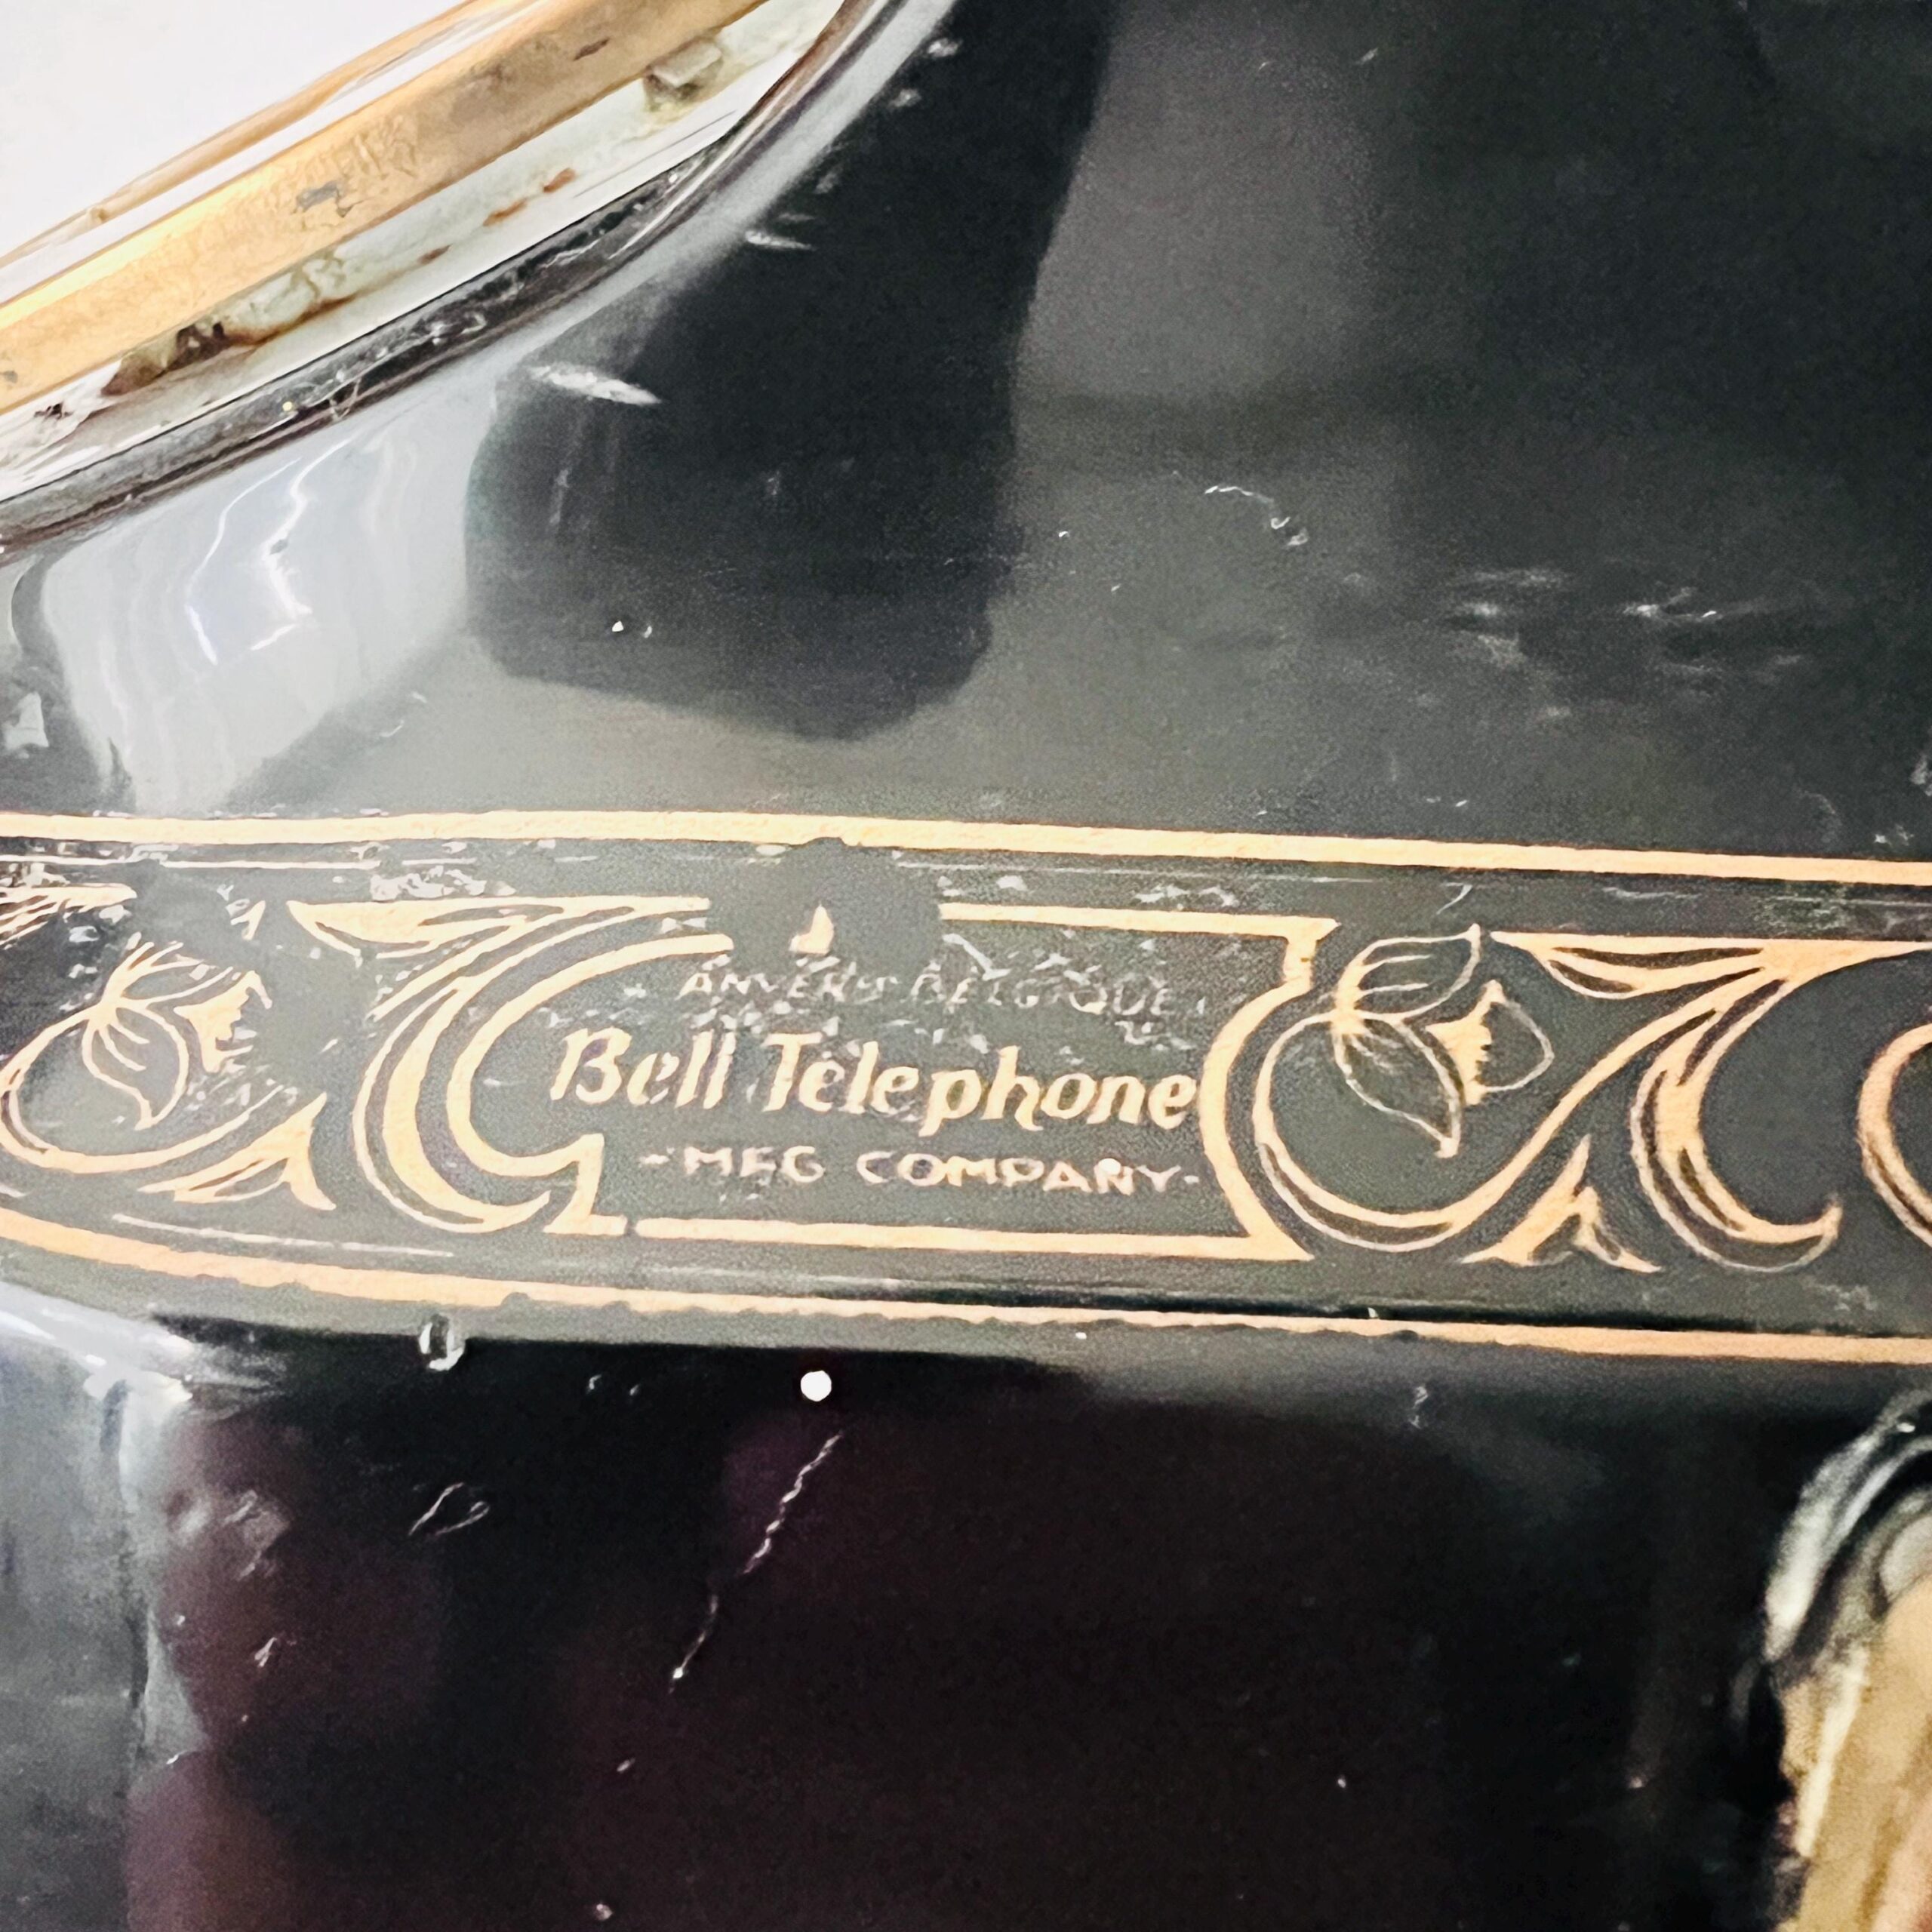 ANVERS BELGIQUE
Bell Telephone
-MFG COMPANY-